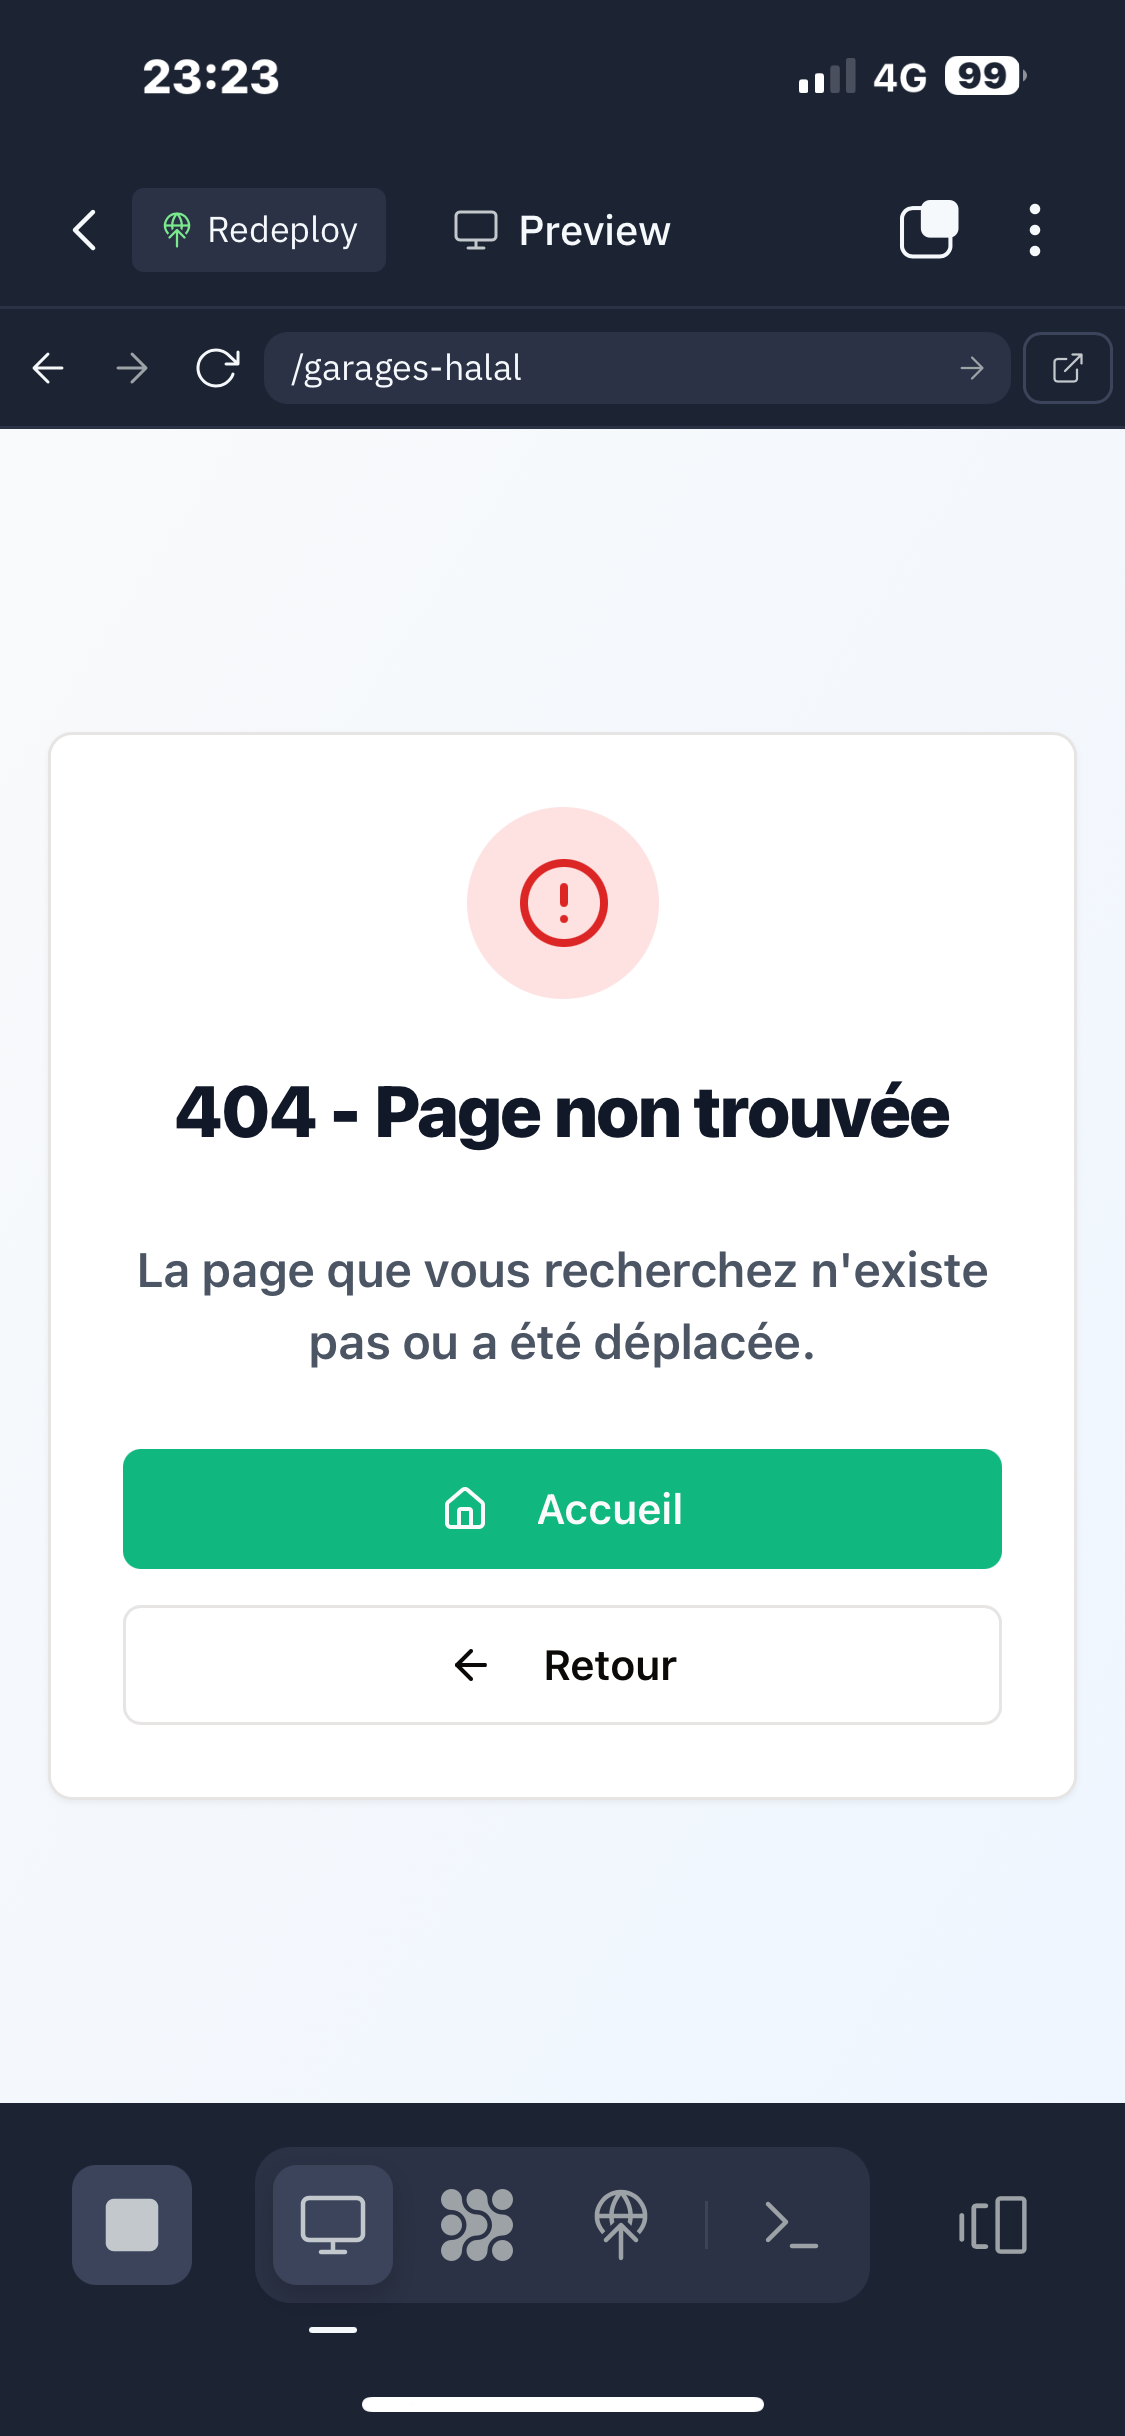 23:23
4G 99
Redeploy
Preview
/garages-halal
404 - Page non trouvée
La page que vous recherchez n'existe
pas ou a été déplacée.
Accueil
Retour